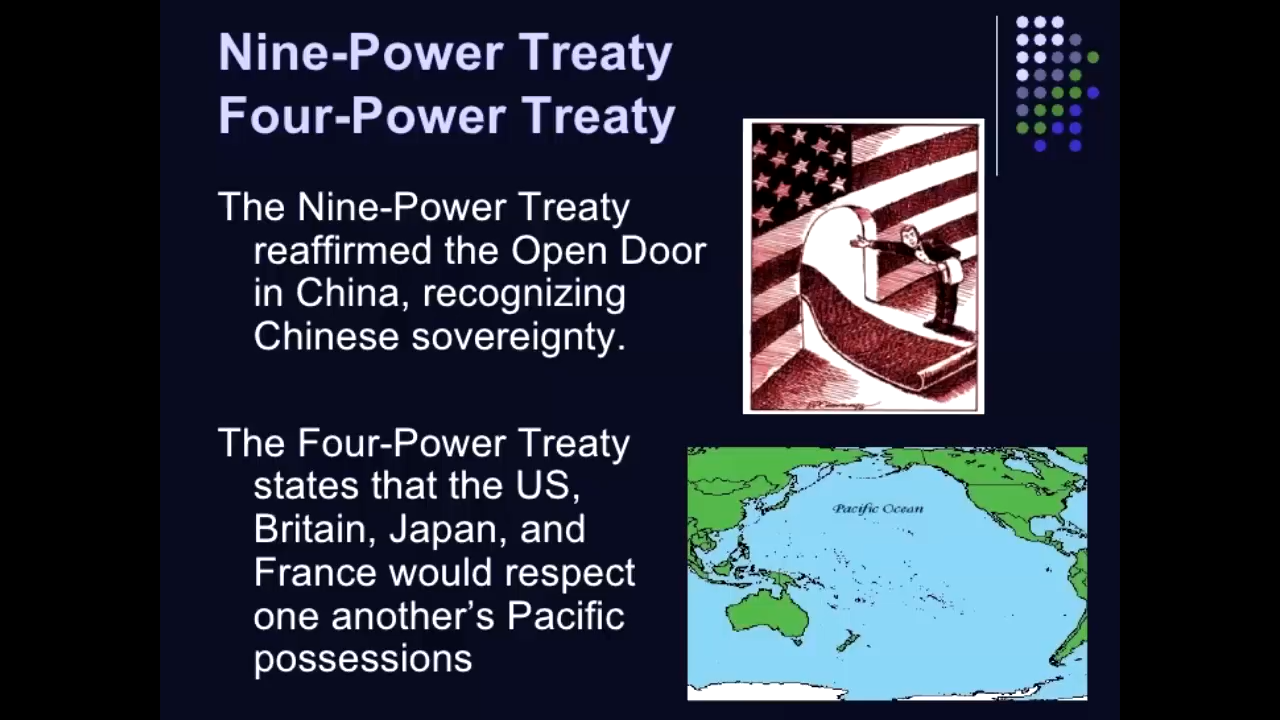 Nine-Power Treaty
Four-Power Treaty
The Nine-Power Treaty
reaffirmed the Open Door
in China, recognizing
Chinese sovereignty.
The Four-Power Treaty
states that the US,
Britain, Japan, and
France would respect
one another’s Pacific
possessions
Pacific Ocean